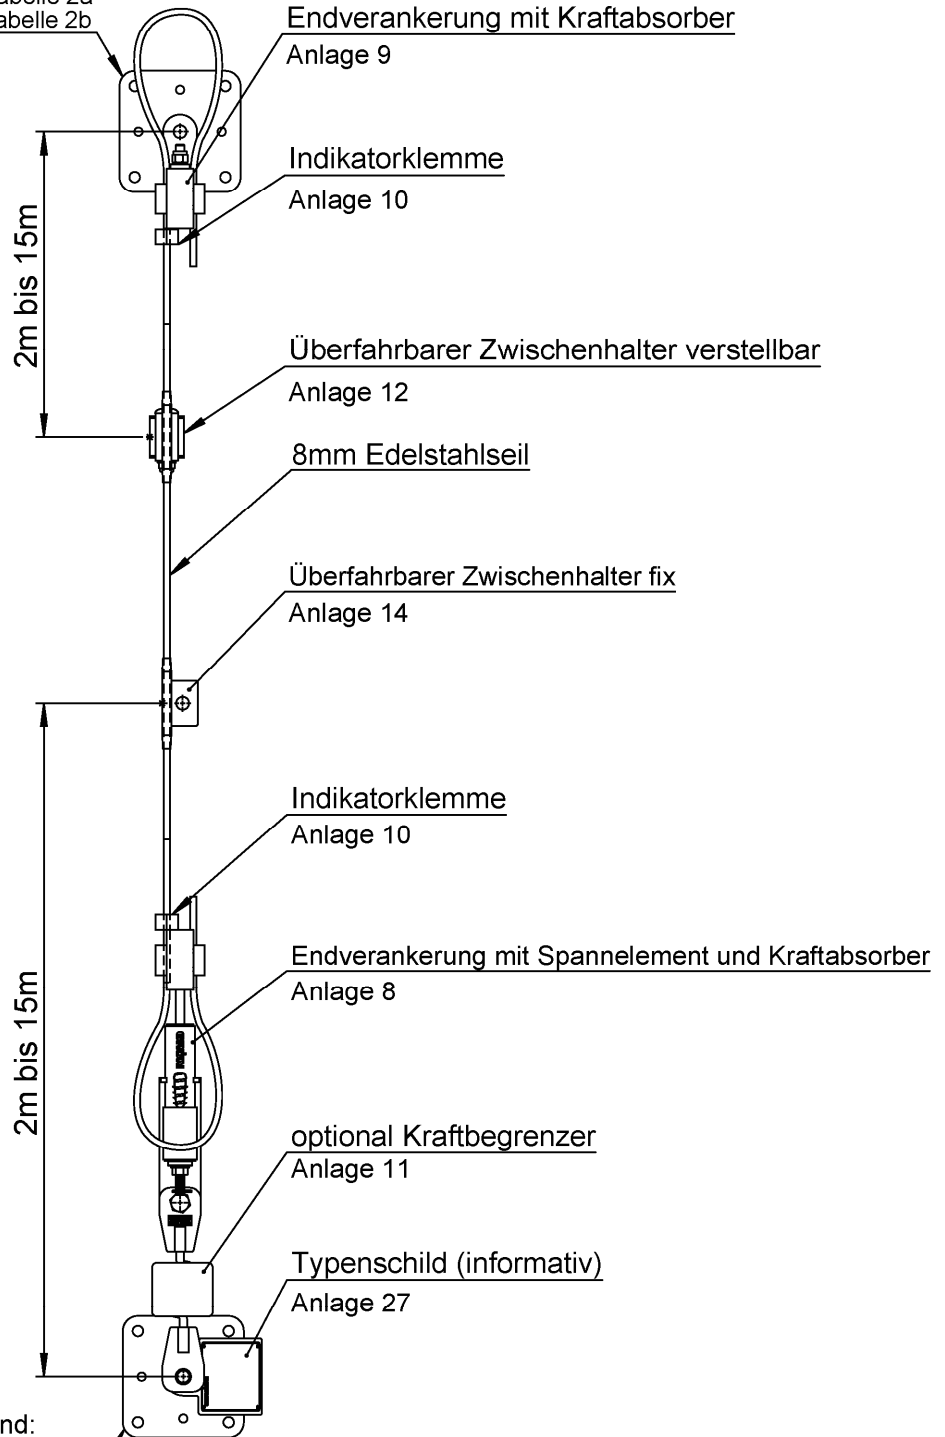 abelle 2a
abelle 2b
Endverankerung mit Kraftabsorber
Anlage 9
Indikatorklemme
Anlage 10
2m bis 15m
Überfahrbarer Zwischenhalter verstellbar
Anlage 12
8mm Edelstahlseil
Überfahrbarer Zwischenhalter fix
Anlage 14
Indikatorklemme
Anlage 10
Endverankerung mit Spannelement und Kraftabsorber
Anlage 8
2m bis 15m
optional Kraftbegrenzer
Anlage 11
Typenschild (informativ)
Anlage 27
nd: